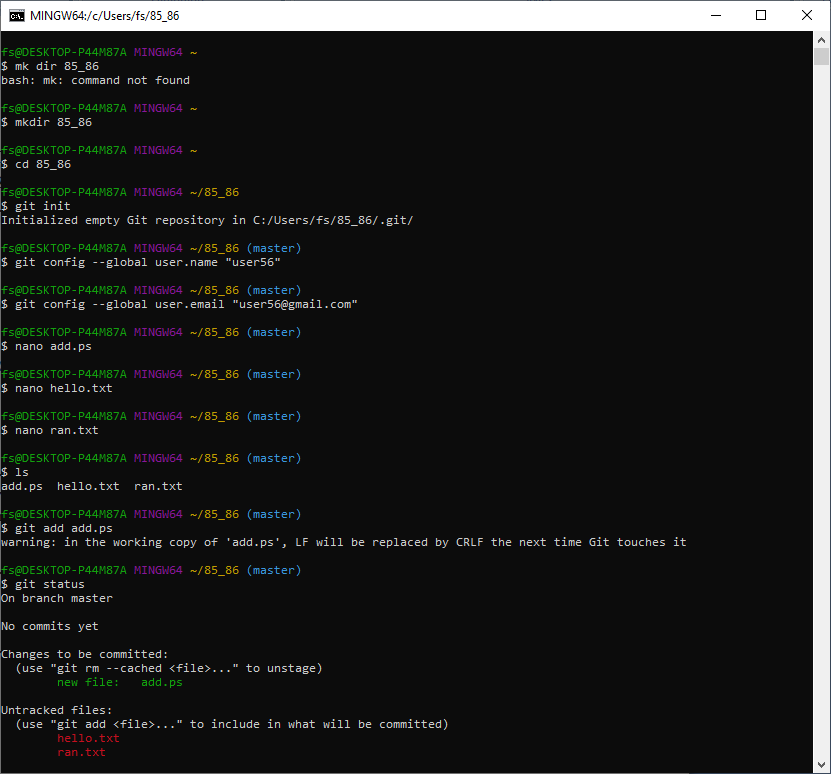 MINGW64:/c/Users/fs/85_86
fs@DESKTOP-P44M87A MINGW64 ~
$ mk dir 85_86
bash: mk: command not found
fs@DESKTOP-P44M87A MINGW64 ~
$ mkdir 85_86
fs@DESKTOP-P44M87A MINGW64 ~
$ cd 85_86
fs@DESKTOP-P44M87A MINGW64 ~/85_86
$ git init
Initialized empty Git repository in C:/Users/fs/85_86/.git/
fs@DESKTOP-P44M87A MINGW64 ~/85_86 (master)
$ git config --global user.name "user56"
fs@DESKTOP-P44M87A MINGW64 ~/85_86 (master)
$ git config --global user.email "user56@gmail.com"
fs@DESKTOP-P44M87A MINGW64 ~/85_86 (master)
$ nano add.ps
fs@DESKTOP-P44M87A MINGW64 ~/85_86 (master)
$ nano hello.txt
fs@DESKTOP-P44M87A MINGW64 ~/85_86 (master)
$ nano ran.txt
fs@DESKTOP-P44M87A MINGW64 ~/85_86 (master)
$ ls
add.ps  hello.txt  ran.txt
fs@DESKTOP-P44M87A MINGW64 ~/85_86 (master)
$ git add add.ps
warning: in the working copy of 'add.ps', LF will be replaced by CRLF the next time Git touches it
fs@DESKTOP-P44M87A MINGW64 ~/85_86 (master)
$ git status
On branch master
No commits yet
Changes to be committed:
  (use "git rm --cached <file>..." to unstage)
        new file:   add.ps
Untracked files:
  (use "git add <file>..." to include in what will be committed)
        hello.txt
        ran.txt